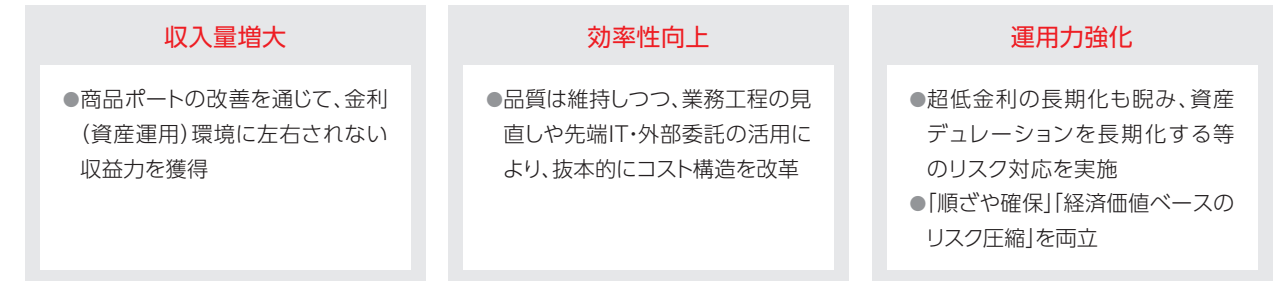 収入量増大
●商品ポートの改善を通じて、金利
（資産運用）環境に左右されない
収益力を獲得
効率性向上
●品質は維持しつつ、業務工程の見
直しや先端IT・外部委託の活用に
より、抜本的にコスト構造を改革
運用力強化
●超低金利の長期化も睨み、資産
デュレーションを長期化する等
のリスク対応を実施
●「順ざや確保」「経済価値ベースの
リスク圧縮」を両立